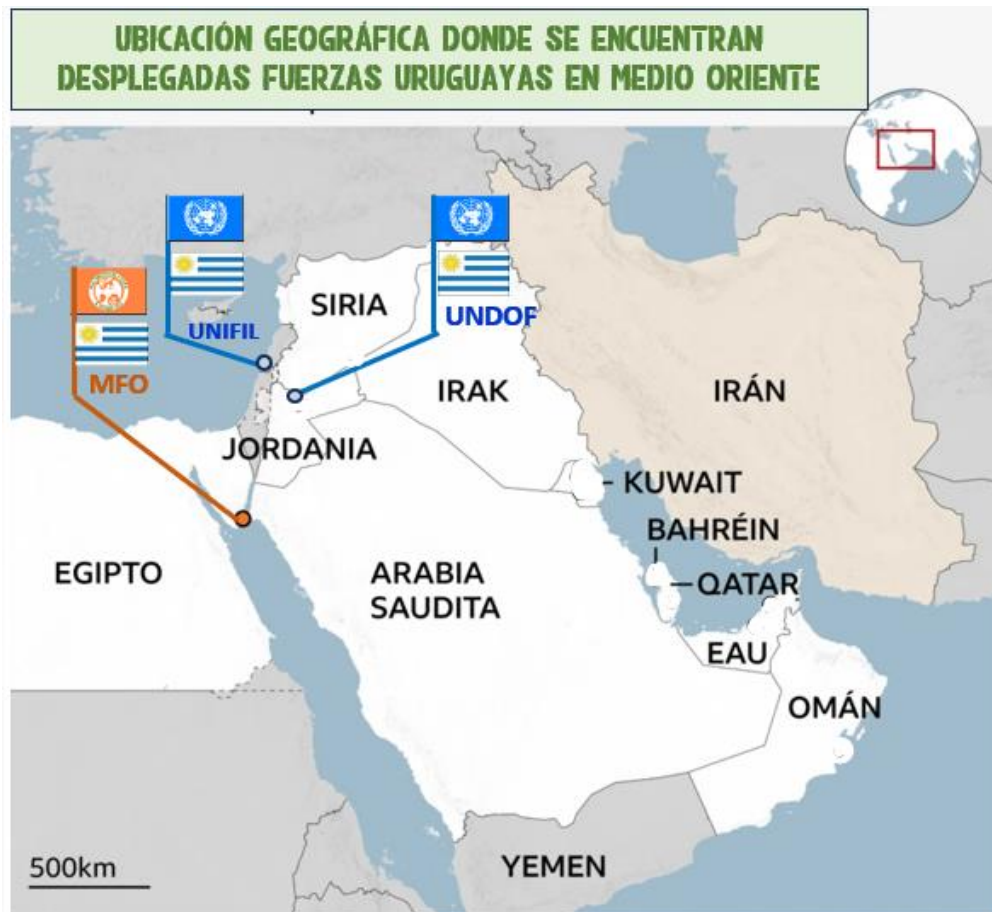 UBICACIÓN GEOGRÁFICA DONDE SE ENCUENTRAN
DESPLEGADAS FUERZAS URUGUAYAS EN MEDIO ORIENTE
SIRIA
UNIFIL
UNDOF
MFO
IRAK
IRÁN
JORDANIA
KUWAIT
BAHRÉIN
EGIPTO
ARABIA
SAUDITA
QATAR
EAU
OMÁN
YEMEN
500km